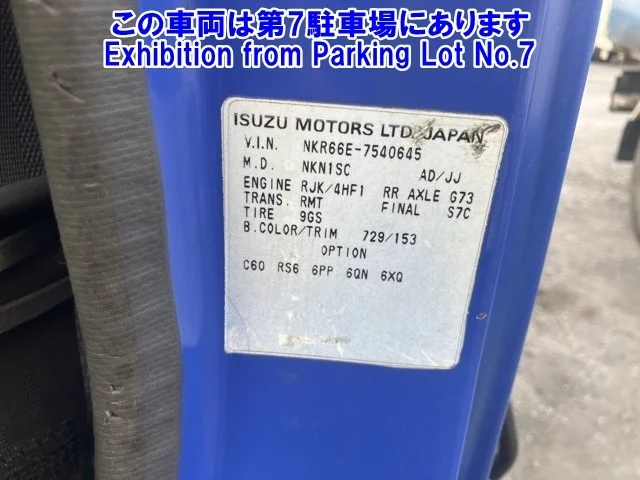 この車両は第7駐車場にあります
Exhibition from Parking Lot No.7
ISUZU MOTORS LTD. JAPAN
V.I.N. NKR66E-7540645
M.D. NKN1SC AD/JJ
ENGINE RJK/4HF1 RR AXLE G73
TRANS. RMT FINAL S7C
TIRE 9GS
B.COLOR/TRIM 729/153
OPTION
C60 RS6 6PP 6QN 6XQ